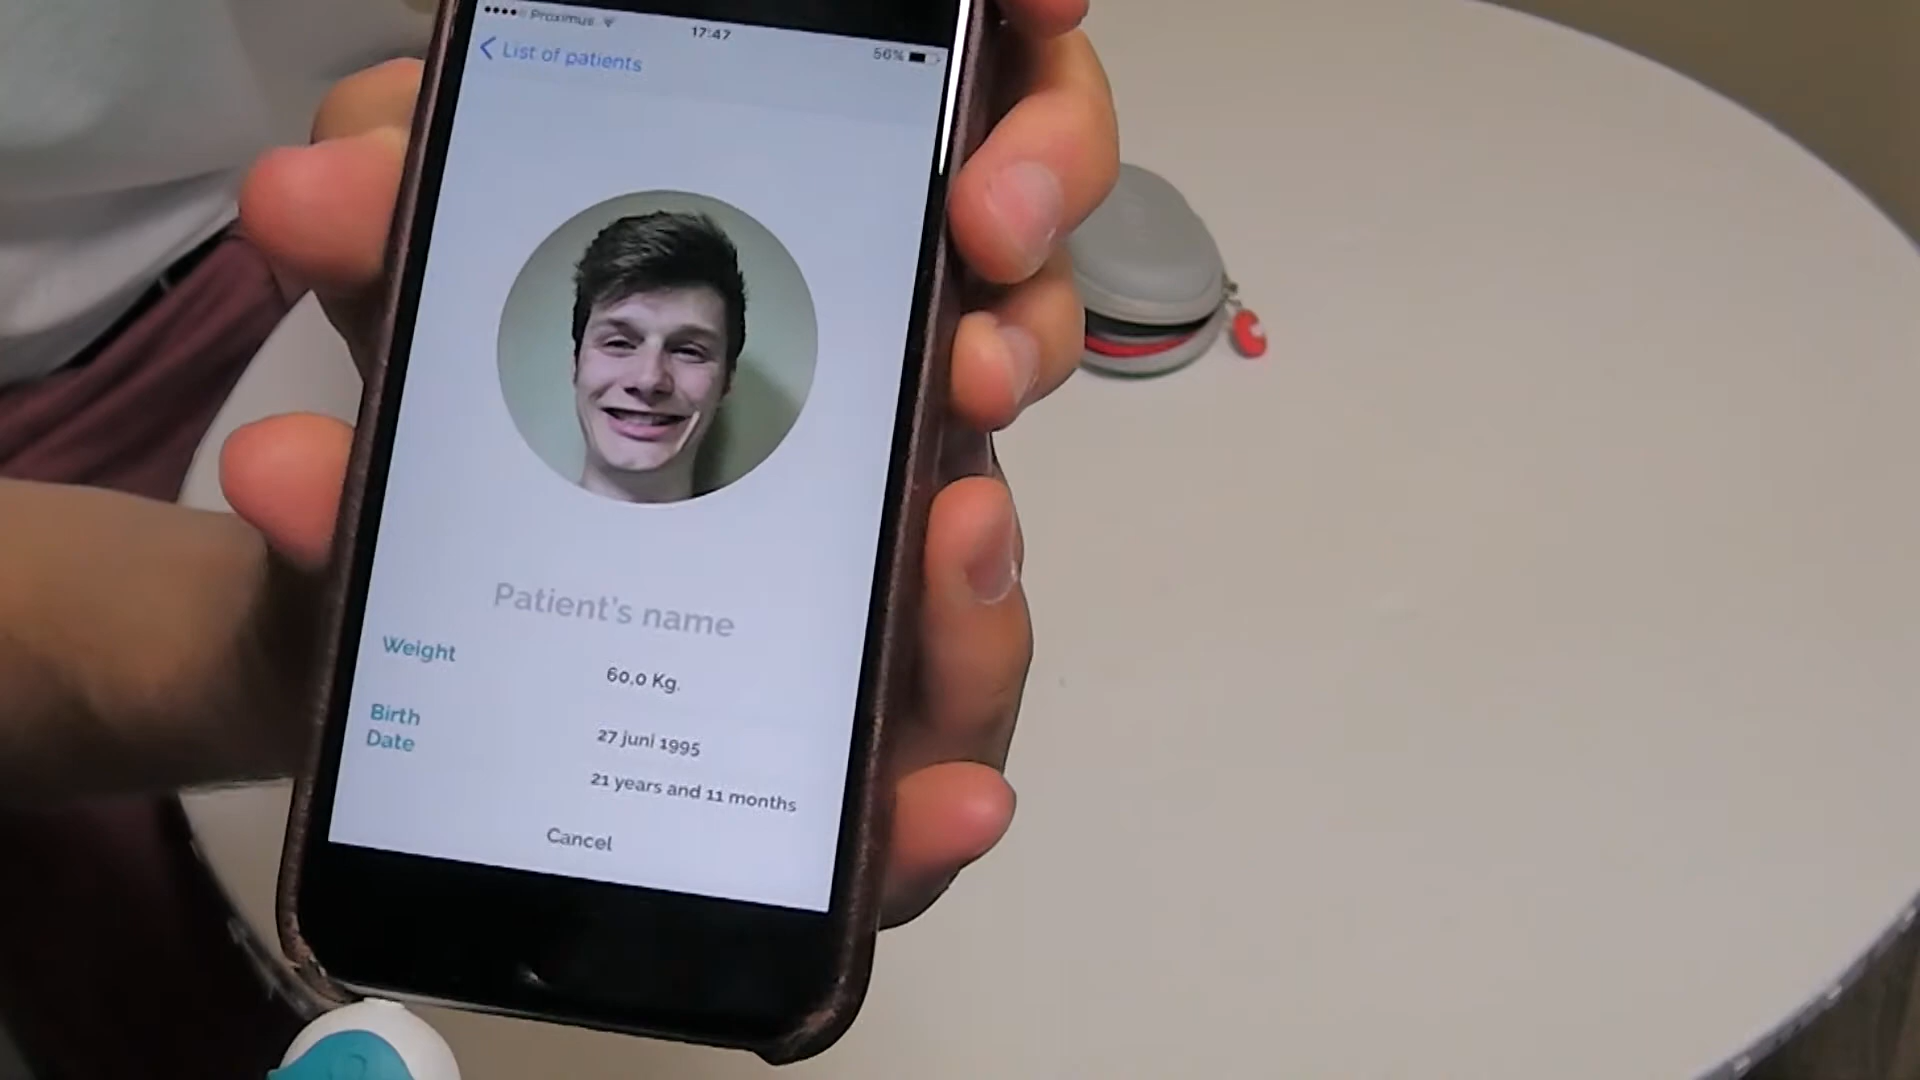 Proximus 17:47 56%
List of patients
Patient's name
Weight
60.0 Kg.
Birth
Date
27 juni 1995
21 years and 11 months
Cancel